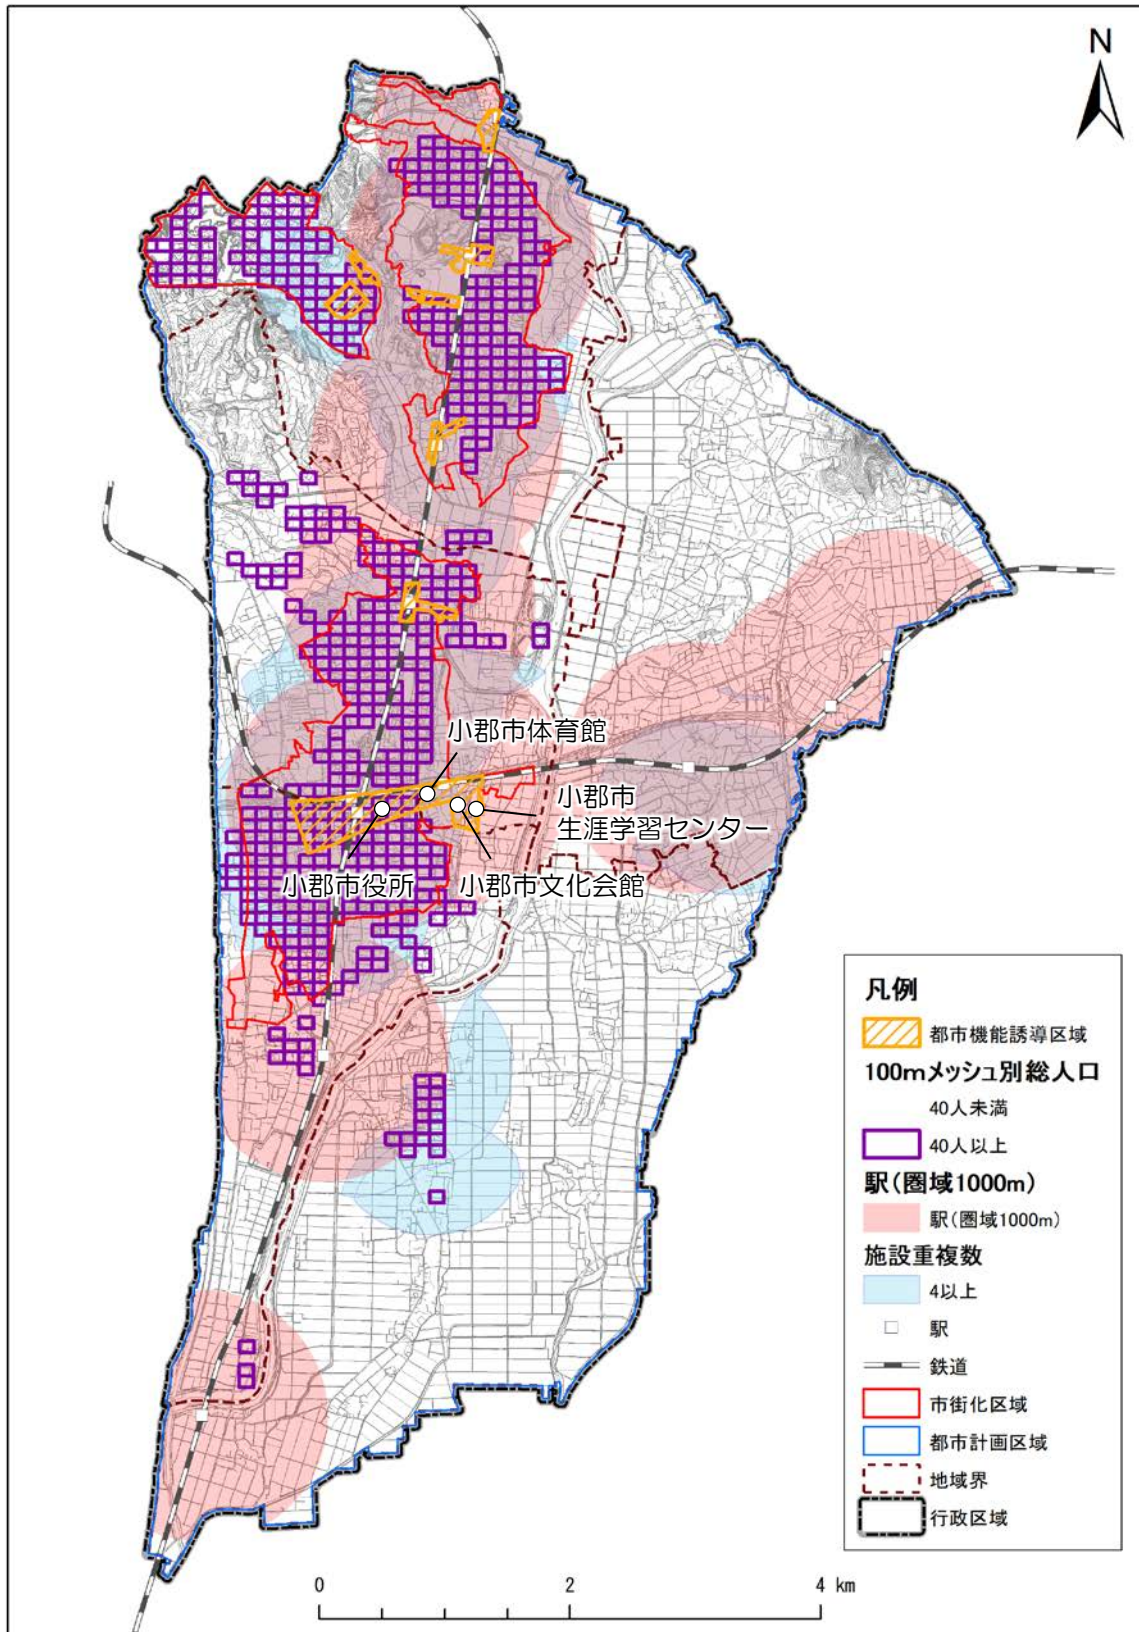 N
小郡市体育館
小郡市
生涯学習センター
小郡市役所
小郡市文化会館
凡例
都市機能誘導区域
100mメッシュ別総人口
40人未満
40人以上
駅(圏域1000m)
駅(圏域1000m)
施設重複数
4以上
駅
鉄道
市街化区域
都市計画区域
地域界
行政区域
0 2 4 km